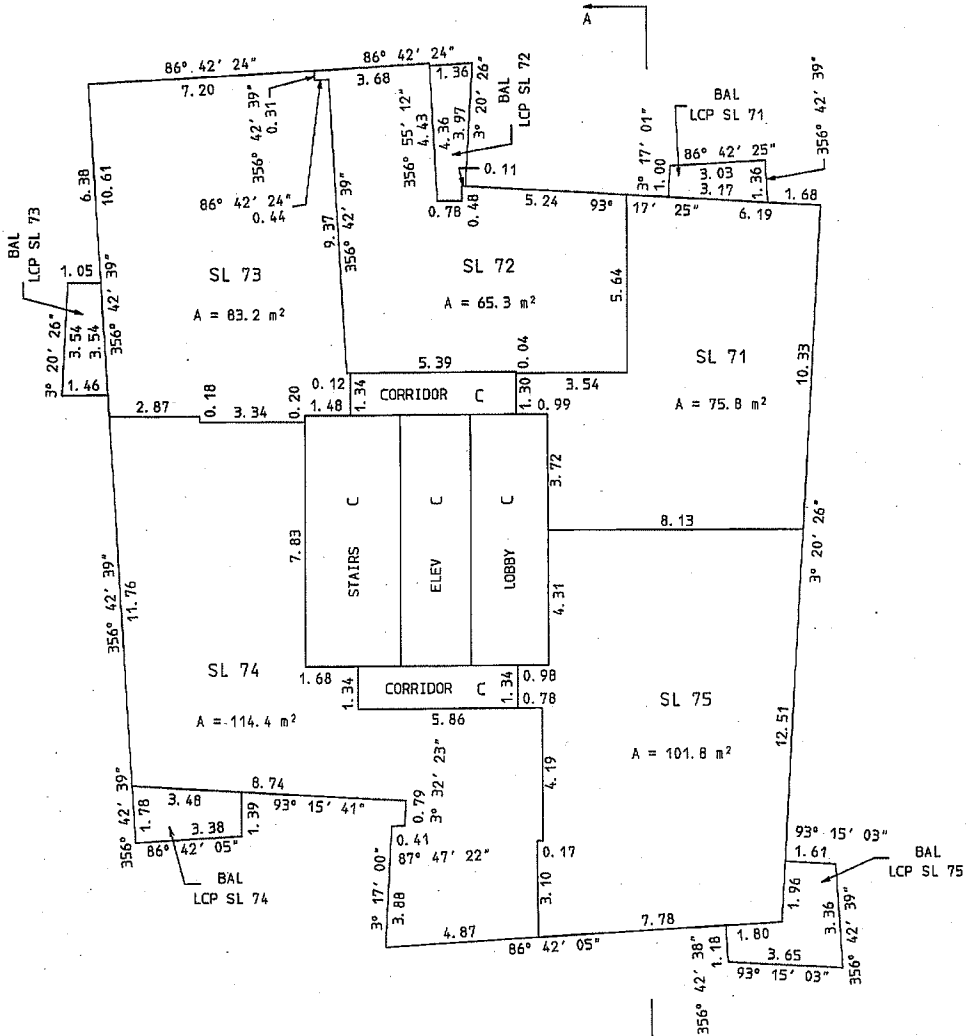 A
86° 42' 24"
7.20
86° 42' 24"
3.68
1.36
356° 42' 39"
0.31
86° 42' 24"
0.44
356° 55' 12"
4.43
4.36
3.97
3° 20' 26"
BAL
LCP SL 72
0.11
0.78
0.48
5.24
93° 17' 25"
3° 17' 01"
1.00
BAL
LCP SL 71
86° 42' 25"
3.03
3.17
1.36
356° 42' 39"
1.68
6.19
6.38
10.61
BAL
LCP SL 73
1.05
3° 20' 26"
3.54
3.54
356° 42' 39"
1.46
SL 73
A = 83.2 m²
9.37
356° 42' 39"
SL 72
A = 65.3 m²
5.64
SL 71
A = 75.8 m²
10.33
2.87
0.18
3.34
0.20
0.12
1.48
1.34
5.39
CORRIDOR C
0.04
1.30
3.54
0.99
3.72
8.13
3° 20' 26"
7.83
STAIRS C
ELEV C
LOBBY C
4.31
356° 42' 39"
11.76
SL 74
A = 114.4 m²
1.68
1.34
CORRIDOR C
1.34
0.98
0.78
5.86
SL 75
A = 101.8 m²
12.51
4.19
8.74
93° 15' 41"
0.79
3° 32' 23"
0.41
87° 47' 22"
356° 42' 39"
1.78
3.48
3.38
1.39
86° 42' 05"
BAL
LCP SL 74
3° 17' 00"
3.88
4.87
86° 42' 05"
0.17
3.10
7.78
93° 15' 03"
1.61
BAL
LCP SL 75
1.96
3.36
356° 42' 39"
1.80
356° 42' 38"
1.18
3.65
93° 15' 03"